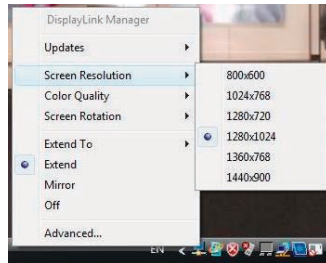 DisplayLink Manager
Updates
Screen Resolution
Color Quality
Screen Rotation
Extend To
Extend
Mirror
Off
Advanced...
800x600
1024x768
1280x720
1280x1024
1360x768
1440x900
EN